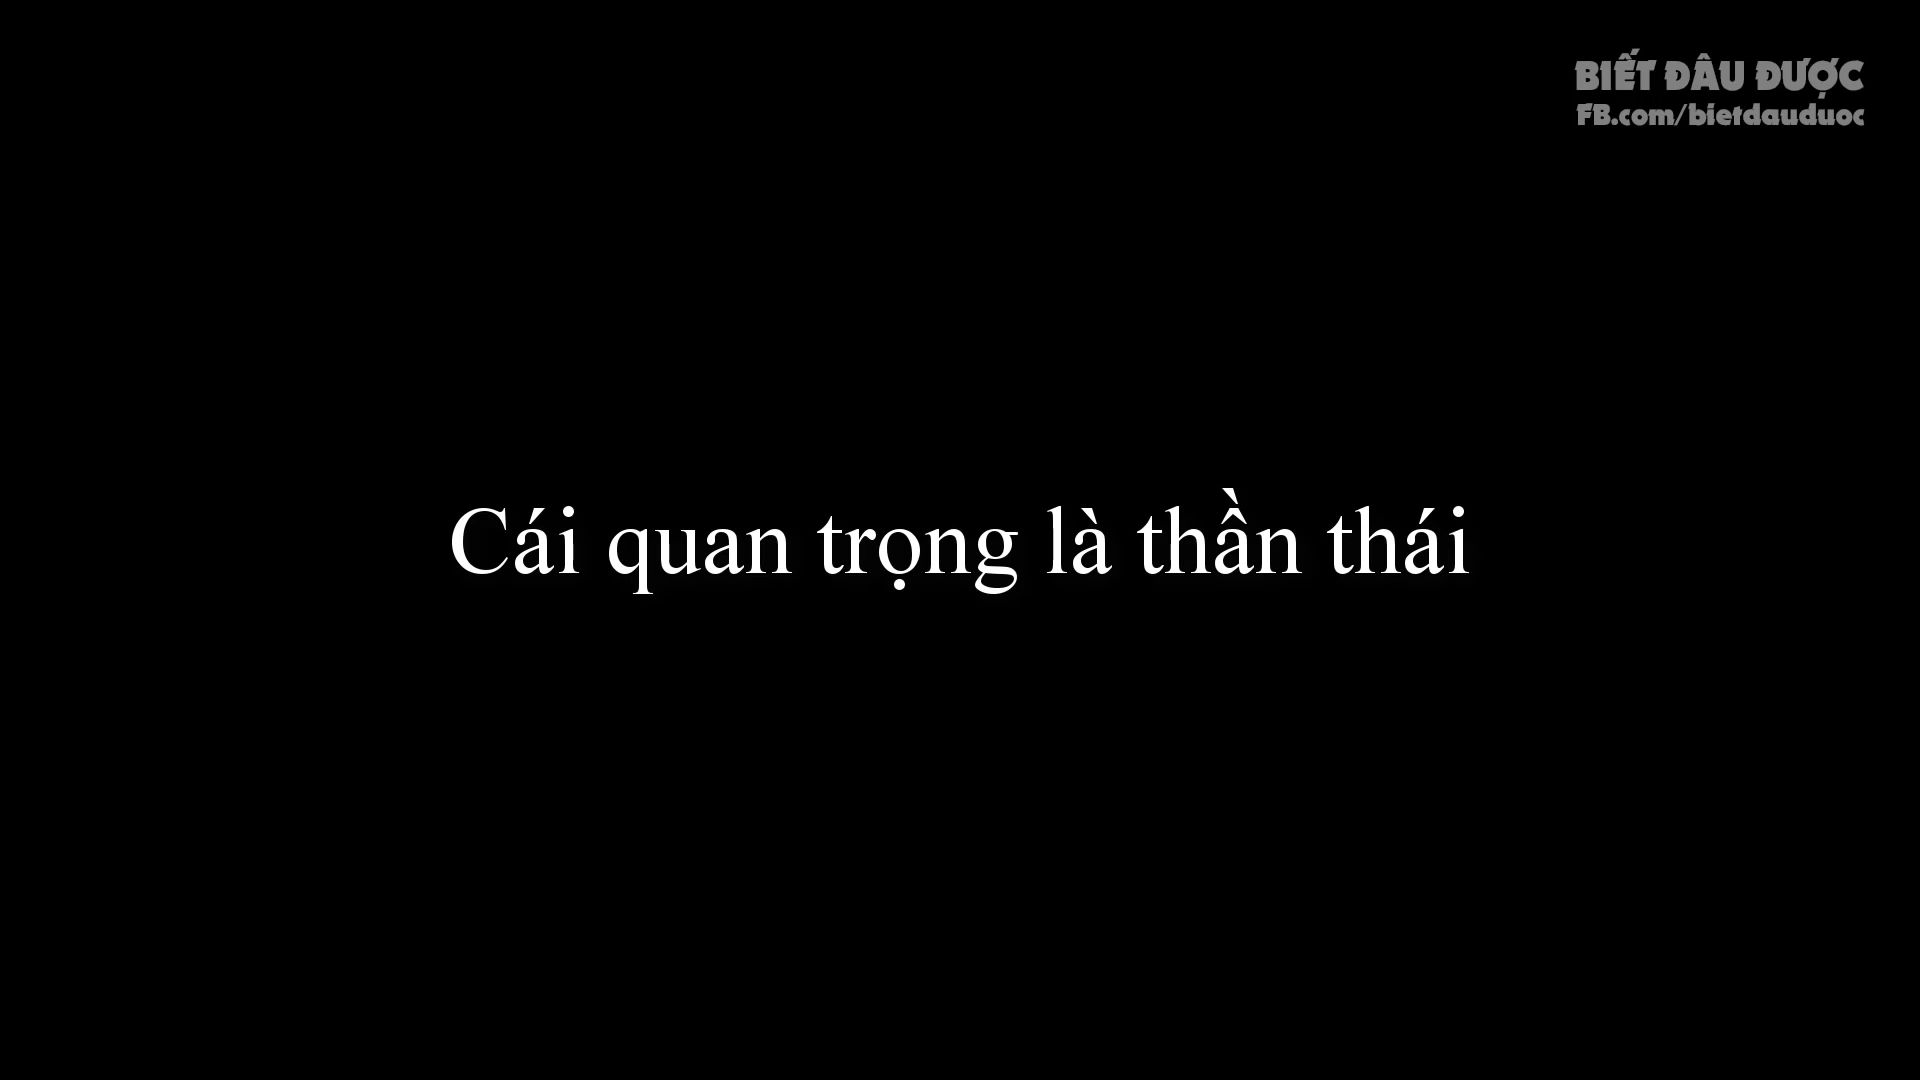 BIẾT ĐÂU ĐƯỢC
FB.com/bietdauduoc
Cái quan trọng là thần thái